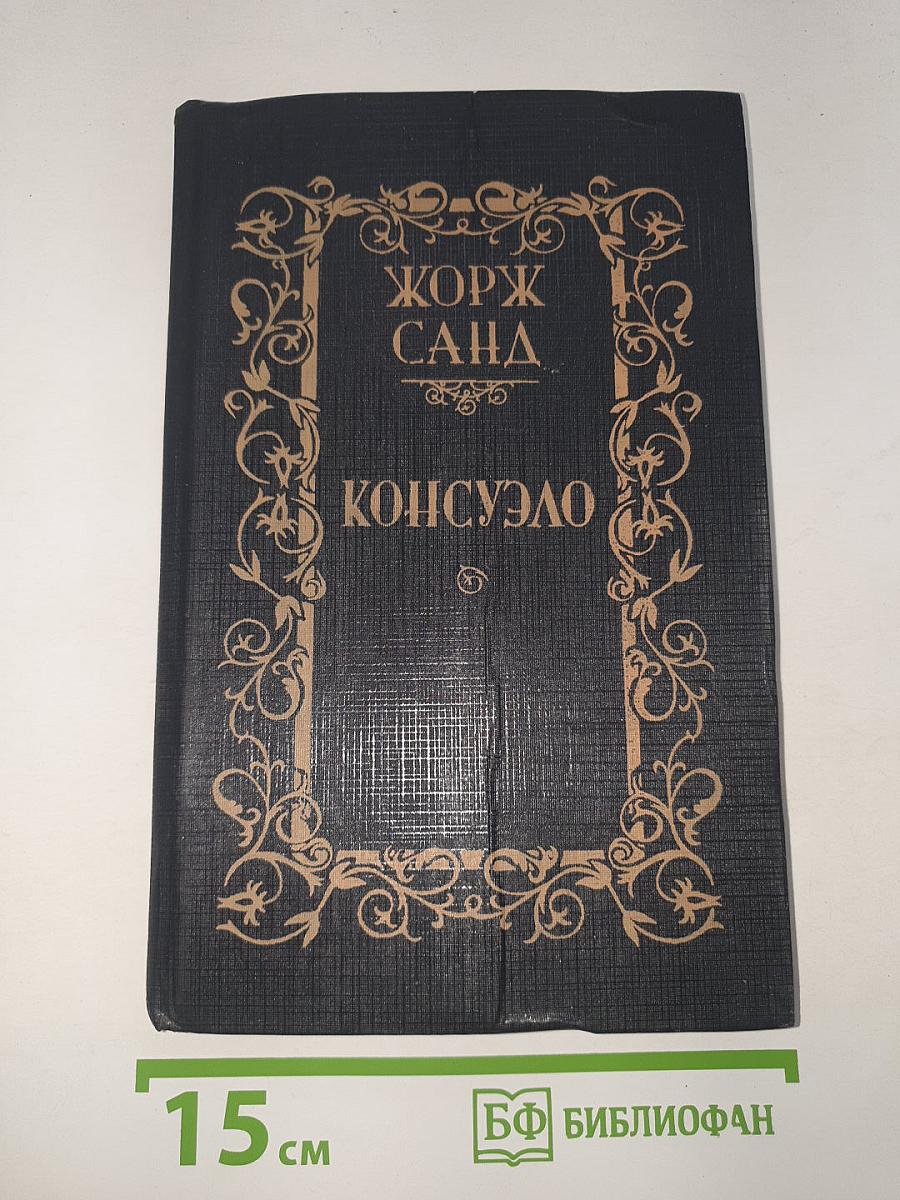 ЖОРЖ
САНД
КОНСУЭЛО
15 см
БФ БИБЛИОФАН